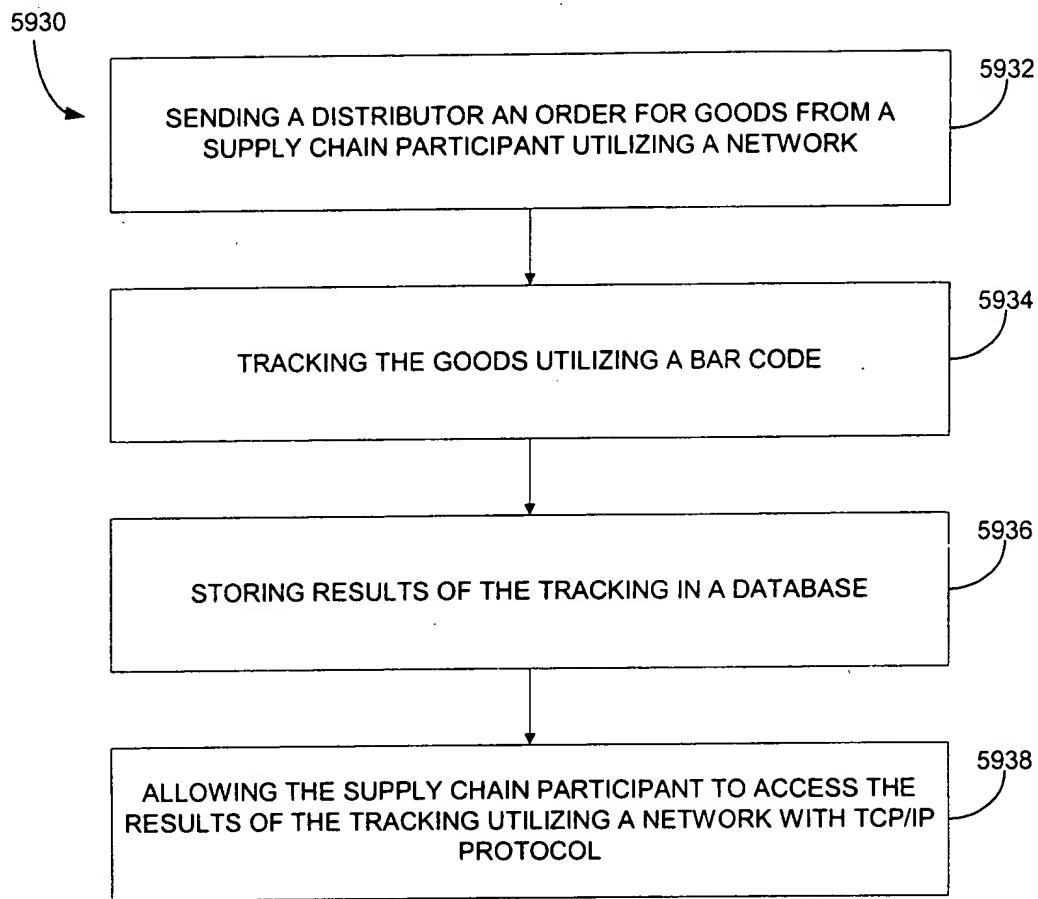 5930
5932
SENDING A DISTRIBUTOR AN ORDER FOR GOODS FROM A
SUPPLY CHAIN PARTICIPANT UTILIZING A NETWORK
5934
TRACKING THE GOODS UTILIZING A BAR CODE
5936
STORING RESULTS OF THE TRACKING IN A DATABASE
5938
ALLOWING THE SUPPLY CHAIN PARTICIPANT TO ACCESS THE
RESULTS OF THE TRACKING UTILIZING A NETWORK WITH TCP/IP
PROTOCOL